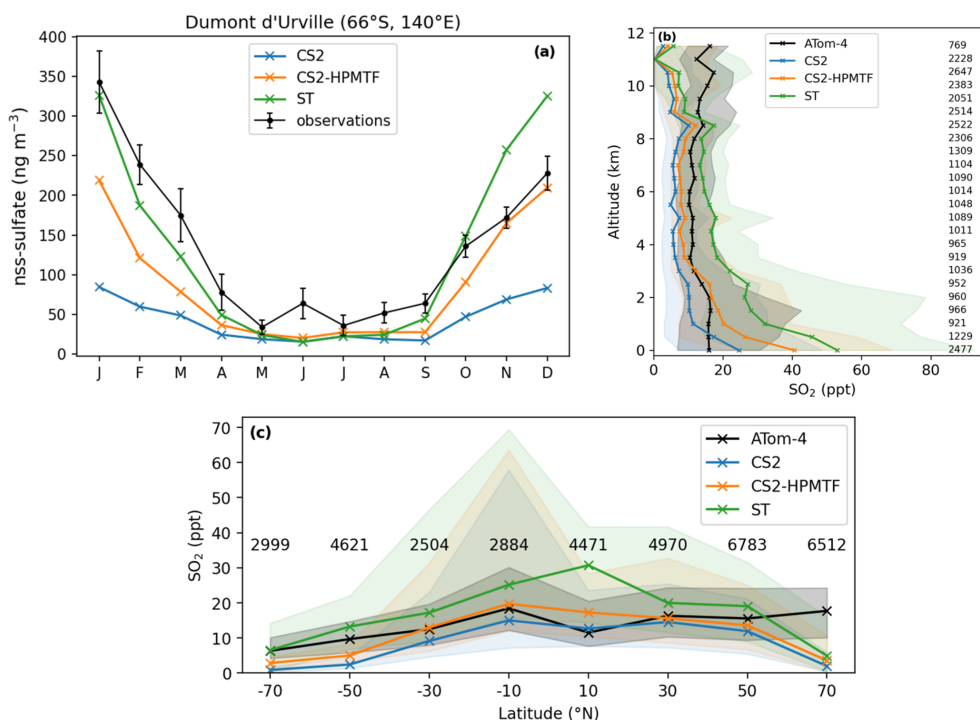 Dumont d'Urville (66°S, 140°E)
(a)
CS2
CS2-HPMTF
ST
observations
nss-sulfate (ng m⁻³)
400
350
300
250
200
150
100
50
0
J F M A M J J A S O N D
(b)
ATom-4
CS2
CS2-HPMTF
ST
Altitude (km)
12
10
8
6
4
2
0
769
2228
2647
2383
2051
2514
2522
2306
1309
1104
1090
1014
1048
1089
1011
965
919
1036
952
960
966
921
1229
2477
0 20 40 60 80
SO₂ (ppt)
(c)
ATom-4
CS2
CS2-HPMTF
ST
SO₂ (ppt)
70
60
50
40
30
20
10
0
2999 4621 2504 2884 4471 4970 6783 6512
-70 -50 -30 -10 10 30 50 70
Latitude (°N)